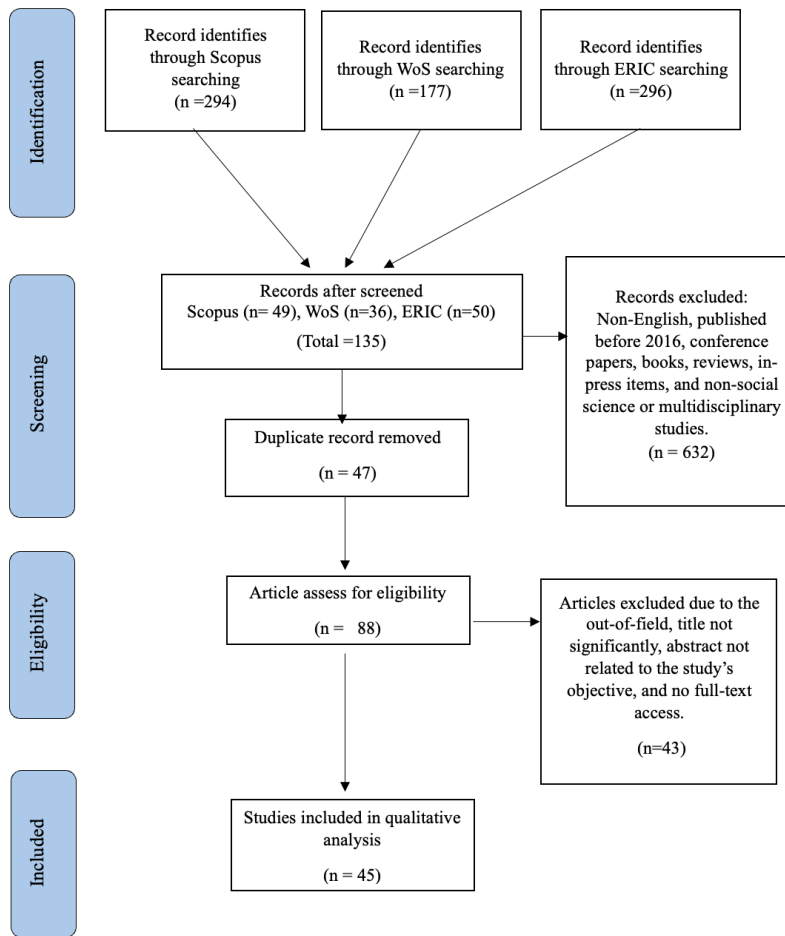 Identification
Record identifies
through Scopus
searching
(n =294)
Record identifies
through WoS searching
(n =177)
Record identifies
through ERIC searching
(n =296)
Screening
Records after screened
Scopus (n= 49), WoS (n=36), ERIC (n=50)
(Total =135)
Records excluded:
Non-English, published
before 2016, conference
papers, books, reviews, in-
press items, and non-social
science or multidisciplinary
studies.
(n = 632)
Duplicate record removed
(n = 47)
Eligibility
Article assess for eligibility
(n = 88)
Articles excluded due to the
out-of-field, title not
significantly, abstract not
related to the study’s
objective, and no full-text
access.
(n=43)
Included
Studies included in qualitative
analysis
(n = 45)